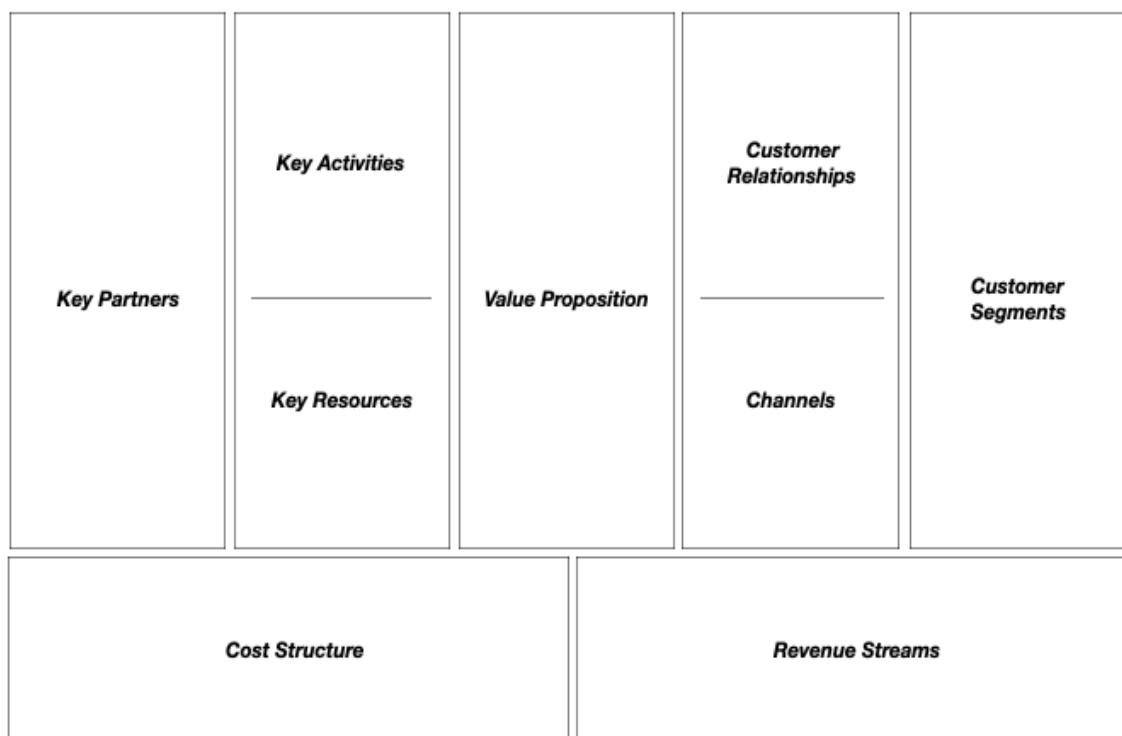 Key Partners
Key Activities
Key Resources
Value Proposition
Customer
Relationships
Channels
Customer
Segments
Cost Structure
Revenue Streams